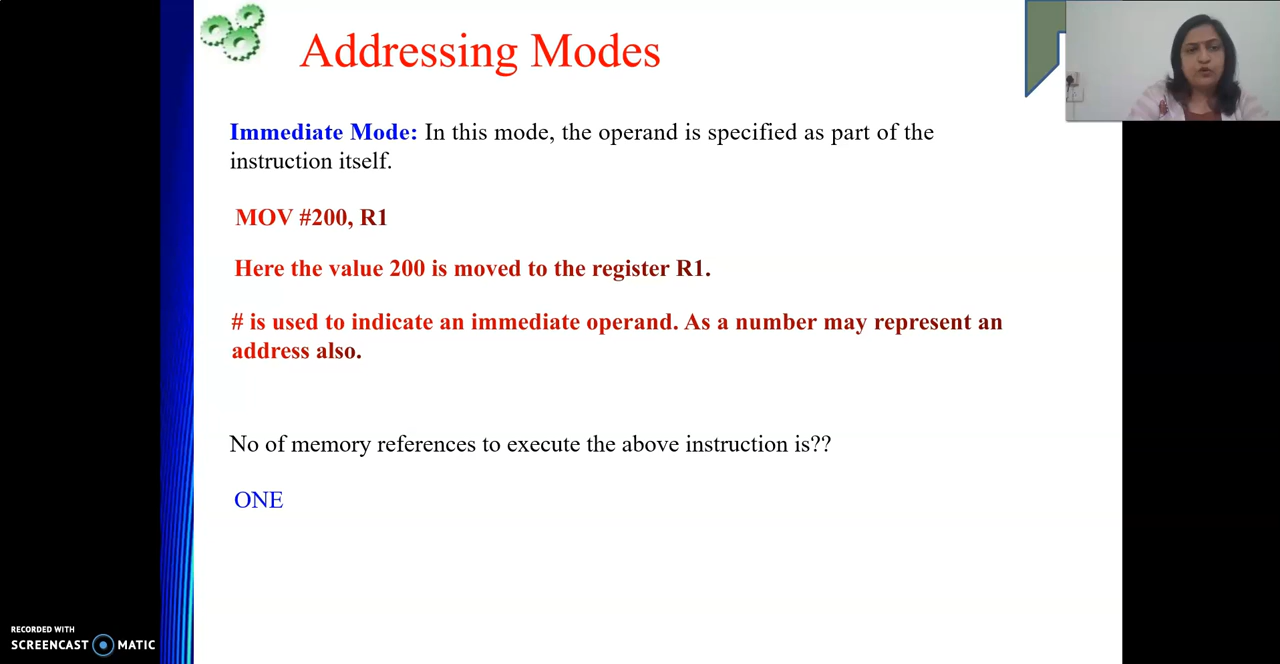 Addressing Modes
Immediate Mode: In this mode, the operand is specified as part of the
instruction itself.
MOV #200, R1
Here the value 200 is moved to the register R1.
# is used to indicate an immediate operand. As a number may represent an
address also.
No of memory references to execute the above instruction is??
ONE
RECORDED WITH
SCREENCAST MATIC